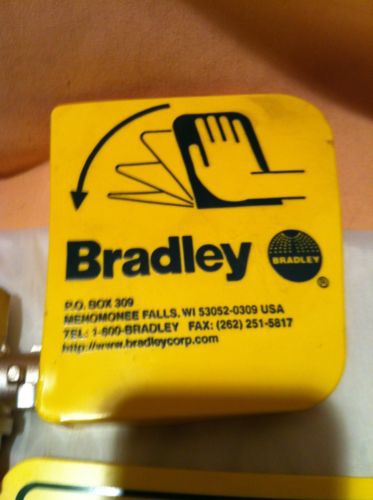 Bradley
BRADLEY
®
P.O. BOX 309
MENOMONEE FALLS, WI 53052-0309 USA
TEL: 1-800-BRADLEY FAX: (262) 251-5817
http://www.bradleycorp.com